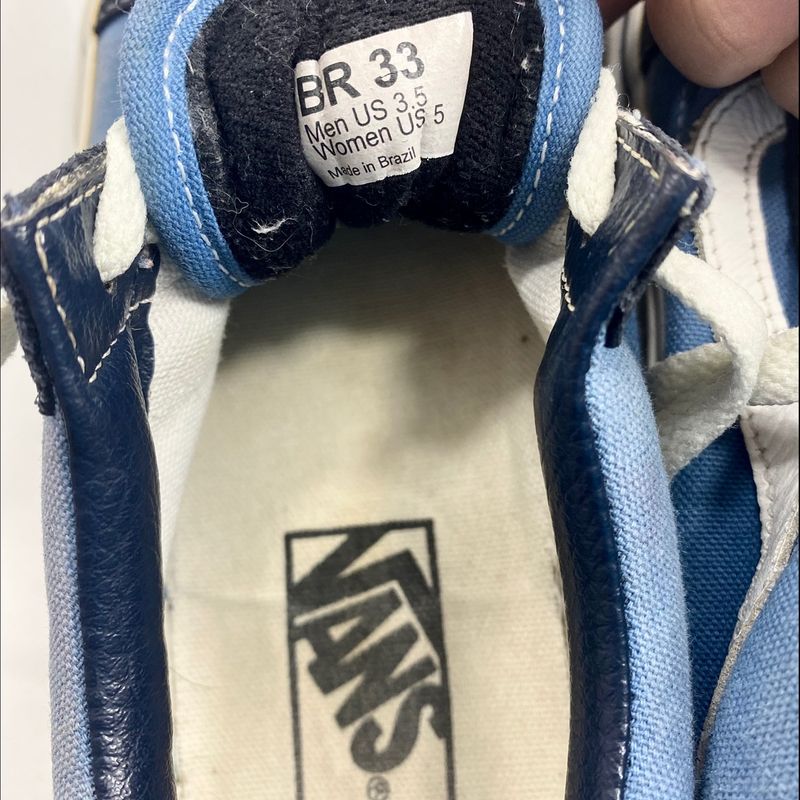 BR 33
Men US 3.5
Women US 5
Made in Brazil
VANS
®